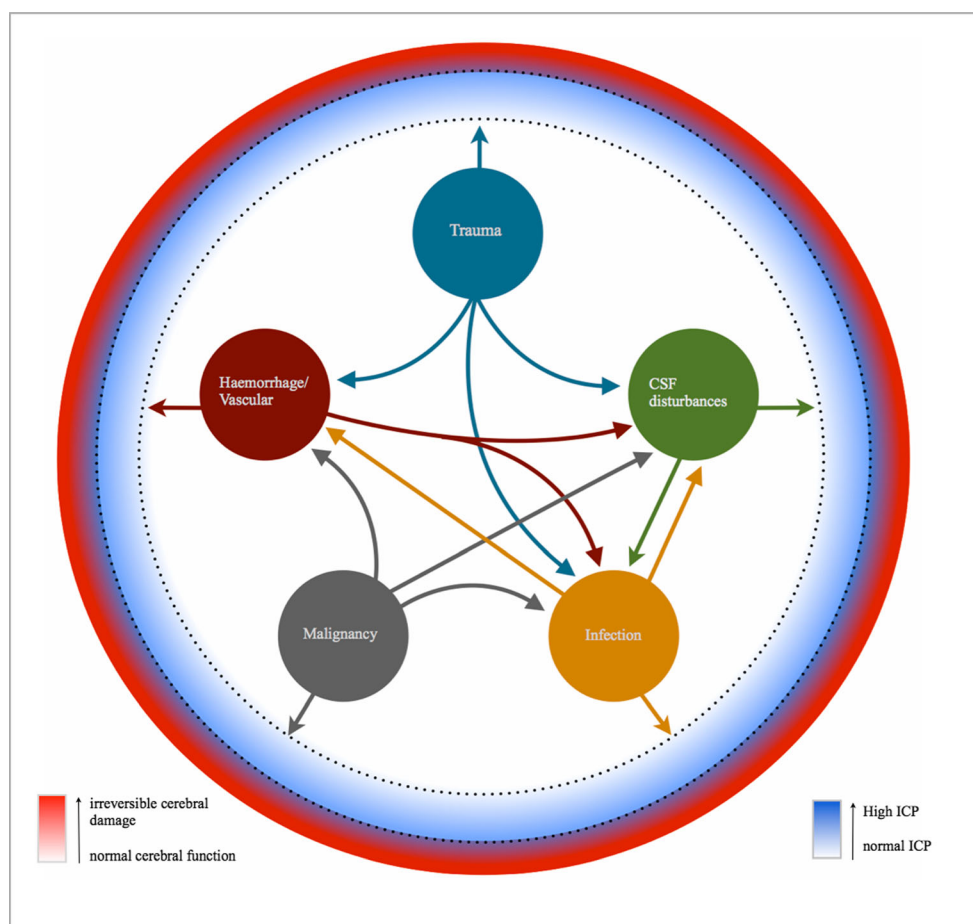 Trauma
Haemorrhage/
Vascular
CSF
disturbances
Malignancy
Infection
irreversible cerebral
damage
normal cerebral function
High ICP
normal ICP